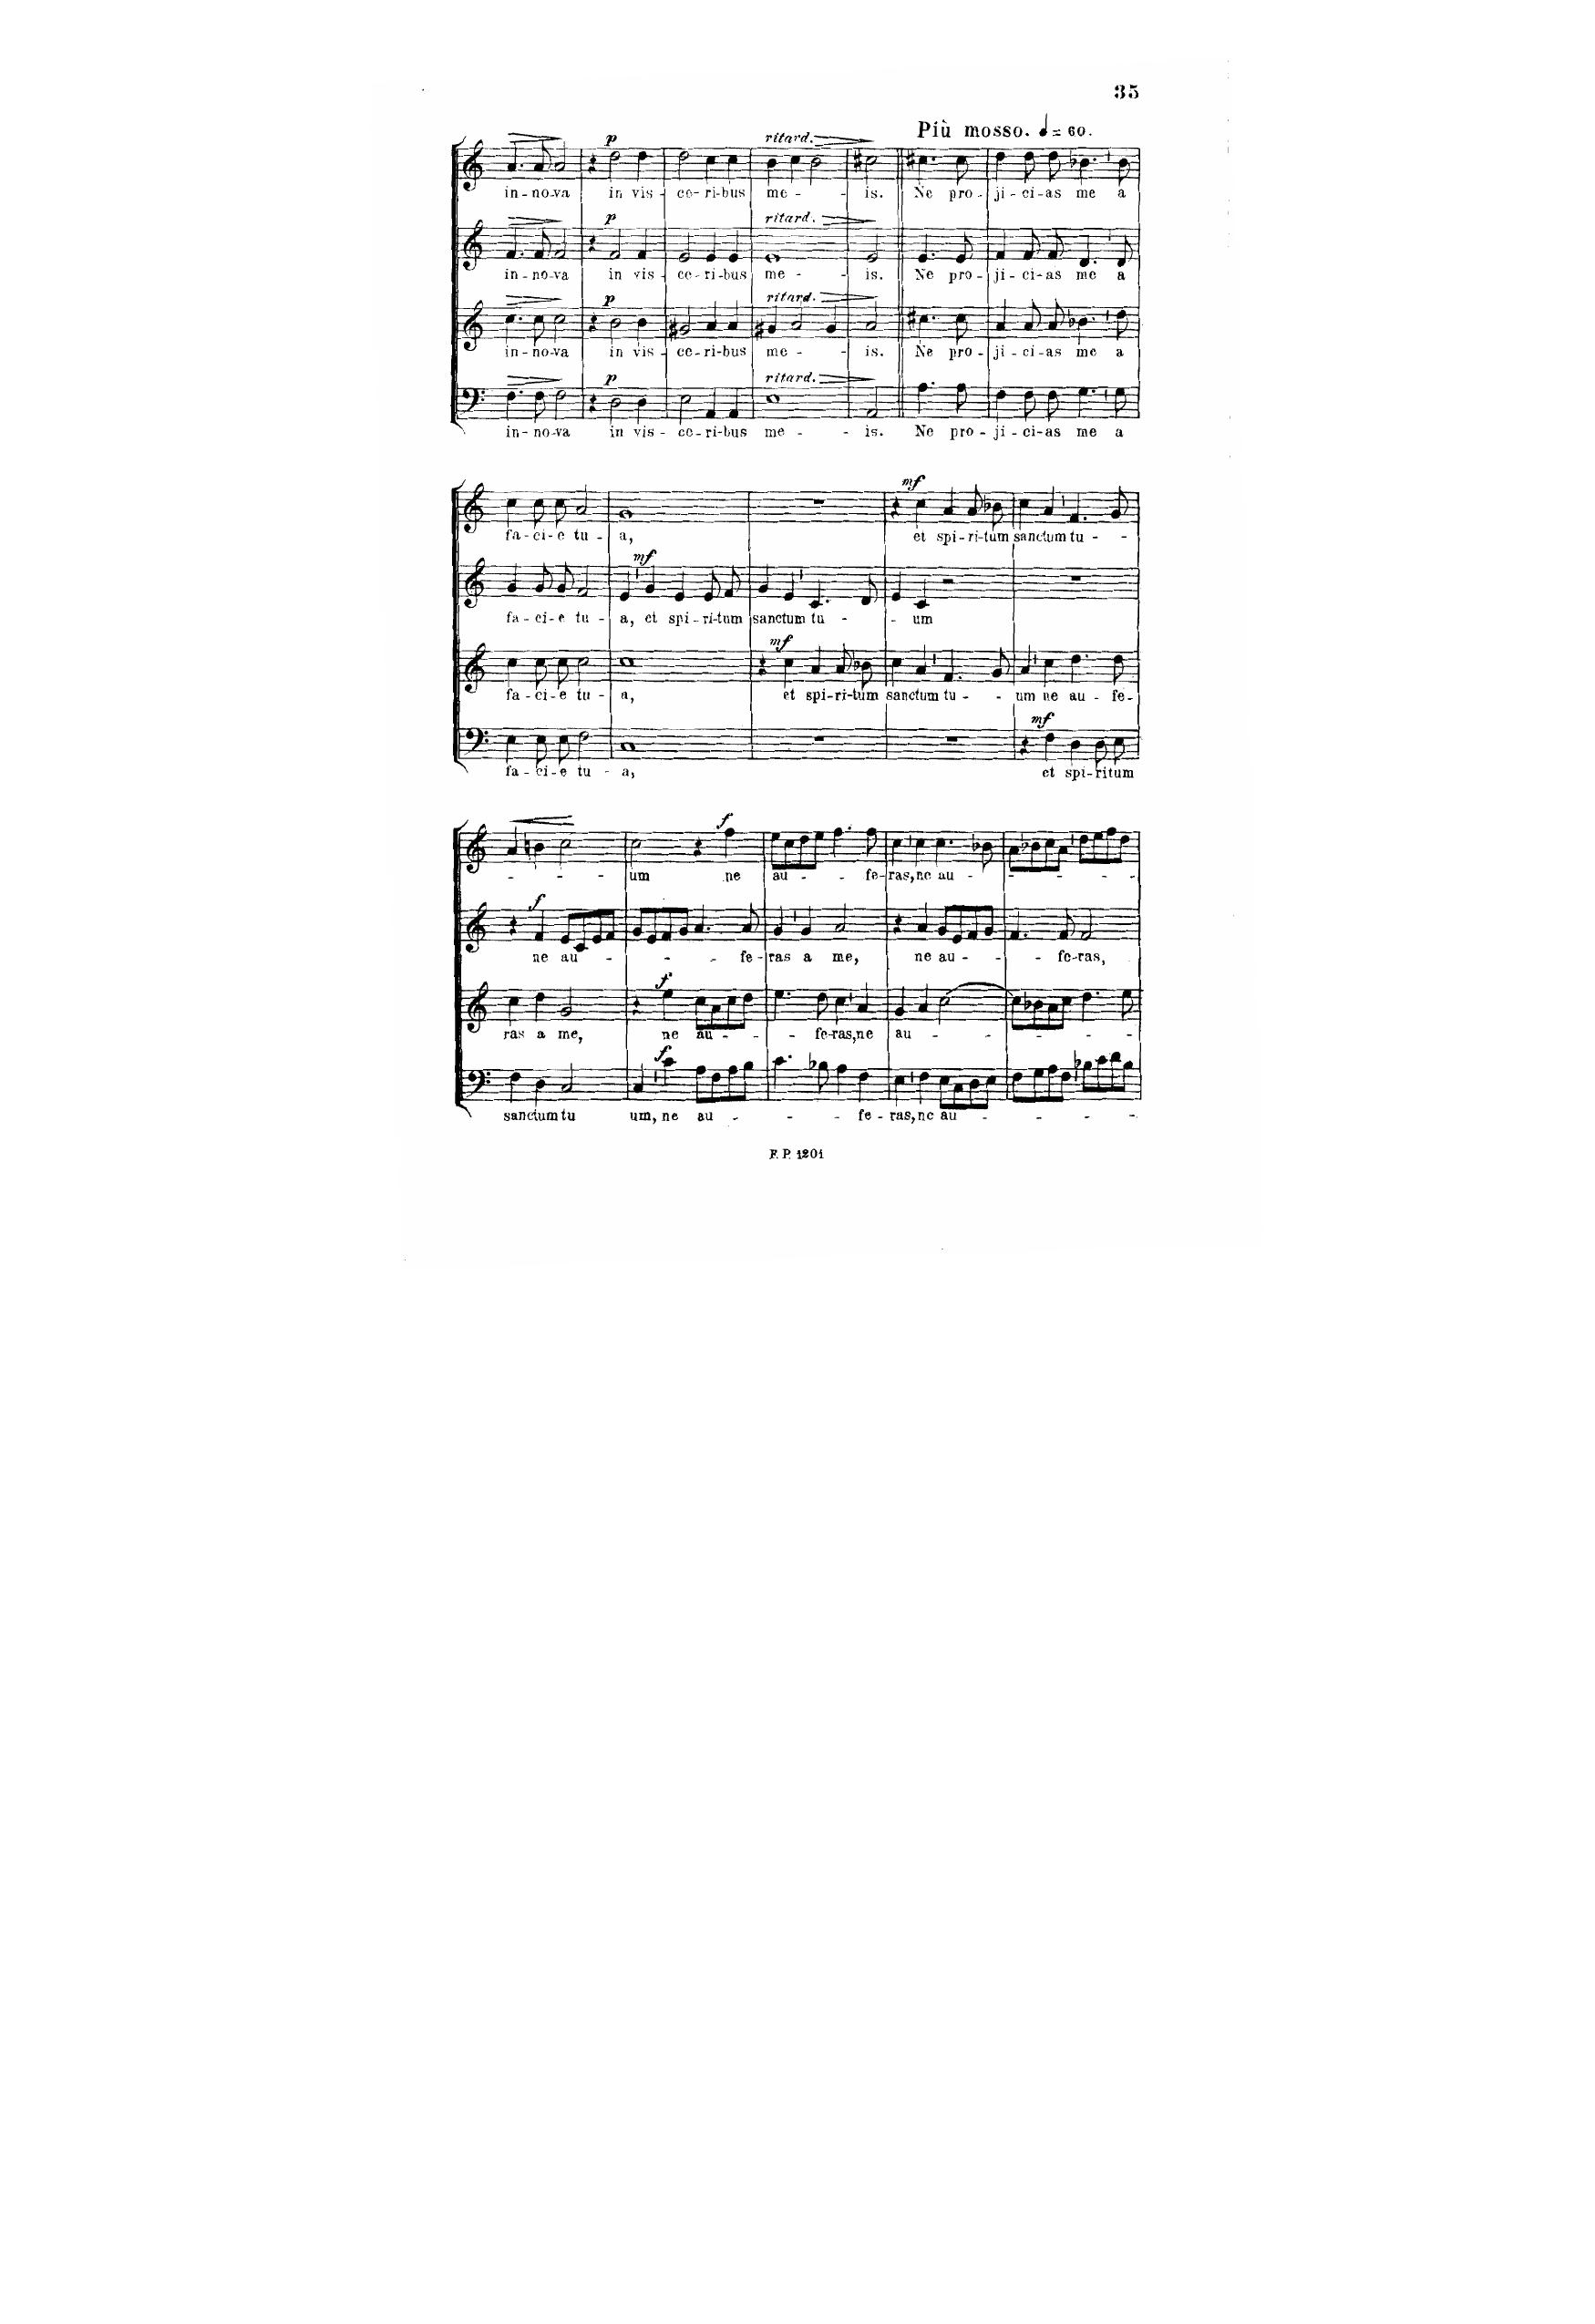 35
Più mosso. = 60.
ritard.
p
in - no - va in vis - ce - ri - bus me - - is. Ne pro - ji - ci - as me a
p ritard.
in - no - va in vis - ce - ri - bus me - - is. Ne pro - ji - ci - as me a
p ritard.
in - no - va in vis - ce - ri - bus me - - is. Ne pro - ji - ci - as me a
p ritard.
in - no - va in vis - ce - ri - bus me - - is. Ne pro - ji - ci - as me a
mf
fa - ci - e tu - a, et spi - ri - tum sanctum tu - -
mf
fa - ci - e tu - a, et spi - ri - tum sanctum tu - - um
mf
fa - ci - e tu - a, et spi - ri - tum sanctum tu - - um ne au - fe -
mf
fa - ci - e tu - a, et spi - ritum
f
- - - um ne au - - - fe - ras, ne au - - - - - -
f
ne au - - - - fe - ras a me, ne au - - - fe - ras,
f
ras a me, ne au - - - fe - ras, ne au - - - - - -
f
sanctum tu um, ne au - - - fe - ras, ne au - - - - -
F. P. 1201